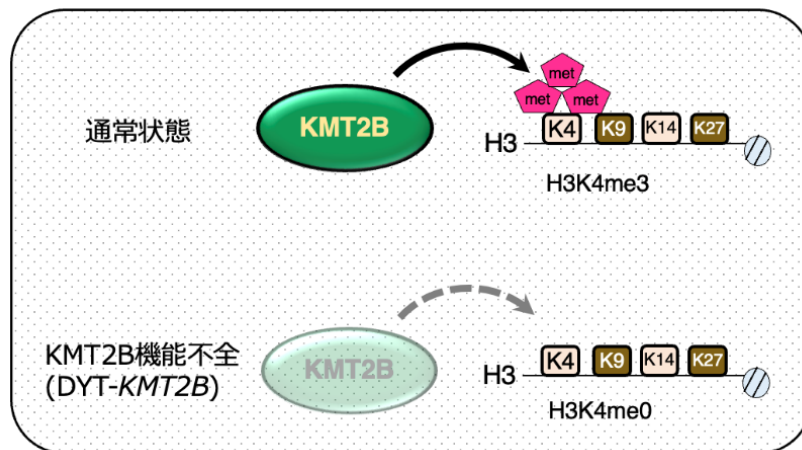 met
met met
通常状態
KMT2B
H3
K4 K9 K14 K27
H3K4me3
KMT2B機能不全
(DYT-KMT2B)
KMT2B
H3
K4 K9 K14 K27
H3K4me0